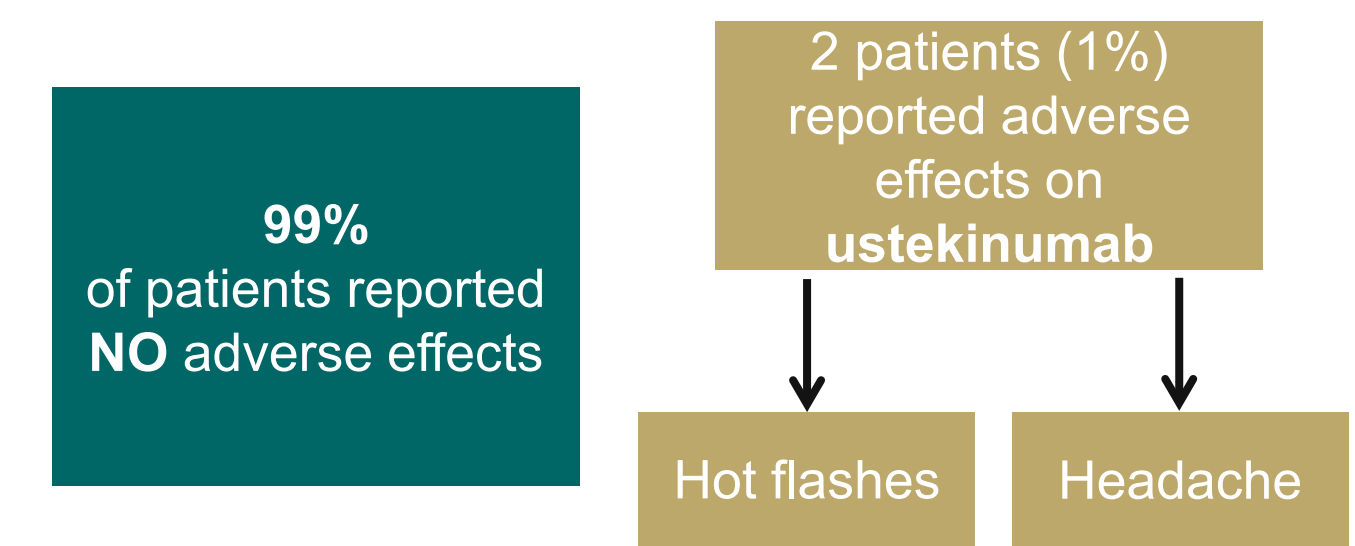 99%
of patients reported
NO adverse effects
2 patients (1%)
reported adverse
effects on
ustekinumab
Hot flashes
Headache